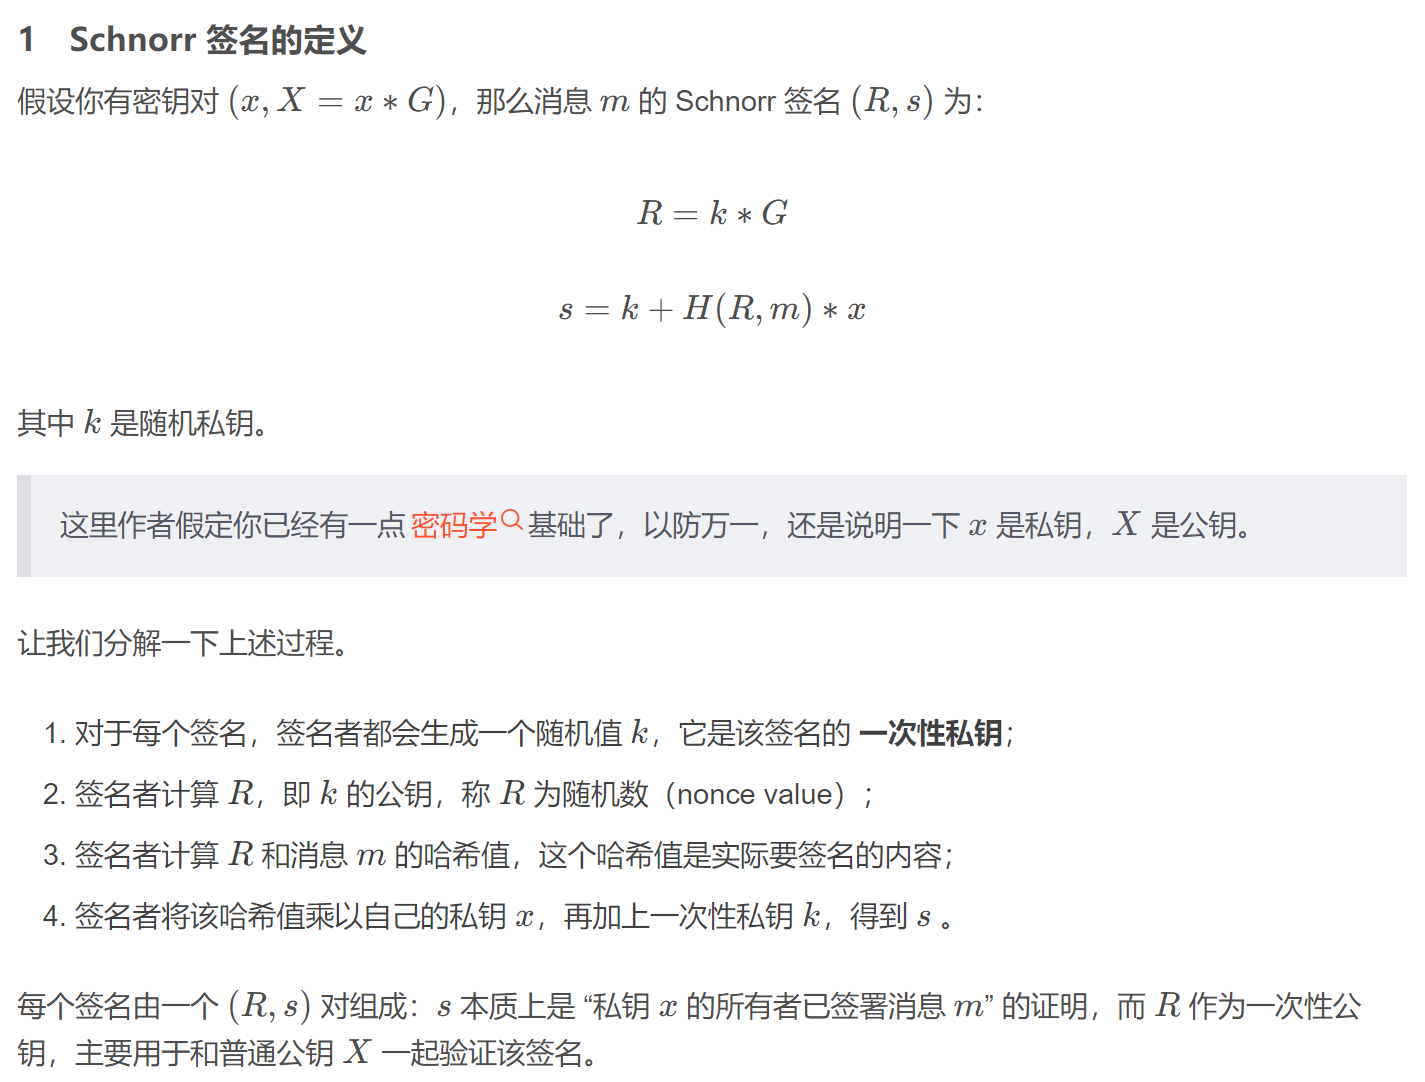 1 Schnorr 签名的定义
假设你有密钥对 (x, X = x ∗ G)，那么消息 m 的 Schnorr 签名 (R, s) 为：
R = k ∗ G
s = k + H(R, m) ∗ x
其中 k 是随机私钥。
这里作者假定你已经有一点密码学基础了，以防万一，还是说明一下 x 是私钥，X 是公钥。
让我们分解一下上述过程。
1. 对于每个签名，签名者都会生成一个随机值 k，它是该签名的 一次性私钥；
2. 签名者计算 R，即 k 的公钥，称 R 为随机数（nonce value）；
3. 签名者计算 R 和消息 m 的哈希值，这个哈希值是实际要签名的内容；
4. 签名者将该哈希值乘以自己的私钥 x，再加上一次性私钥 k，得到 s 。
每个签名由一个 (R, s) 对组成：s 本质上是 “私钥 x 的所有者已签署消息 m” 的证明，而 R 作为一次性公
钥，主要用于和普通公钥 X 一起验证该签名。